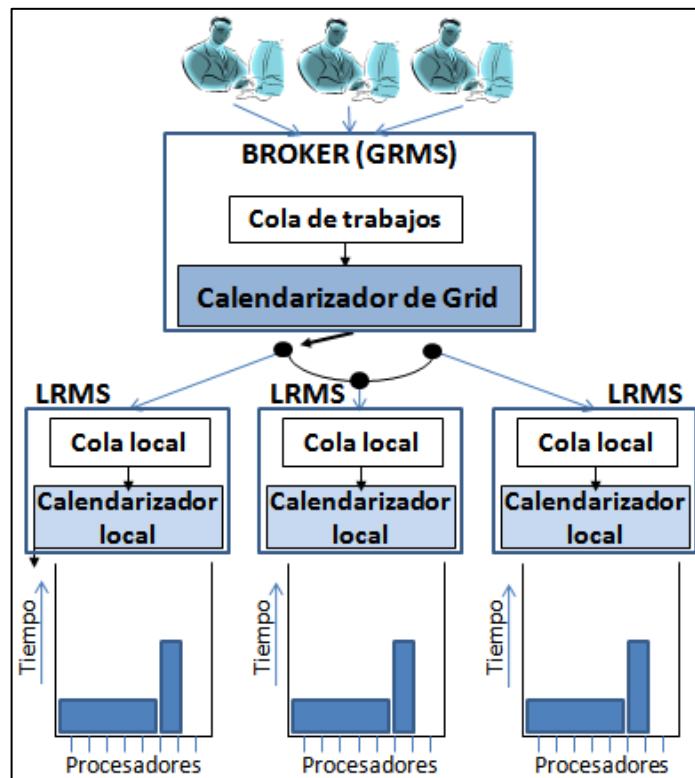 BROKER (GRMS)
Cola de trabajos
Calendarizador de Grid
LRMS
LRMS
LRMS
Cola local
Cola local
Cola local
Calendarizador
local
Calendarizador
local
Calendarizador
local
Tiempo
Tiempo
Tiempo
Procesadores
Procesadores
Procesadores